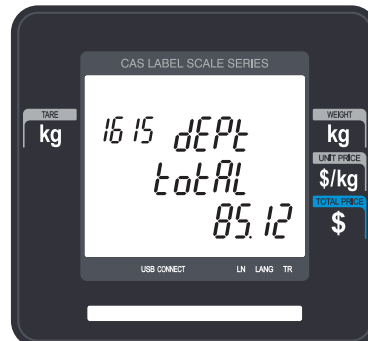 CAS LABEL SCALE SERIES
TARE
kg
WEIGHT
kg
UNIT PRICE
$/kg
TOTAL PRICE
$
1615 dEPt
totAL
85.12
USB CONNECT LN LANG TR